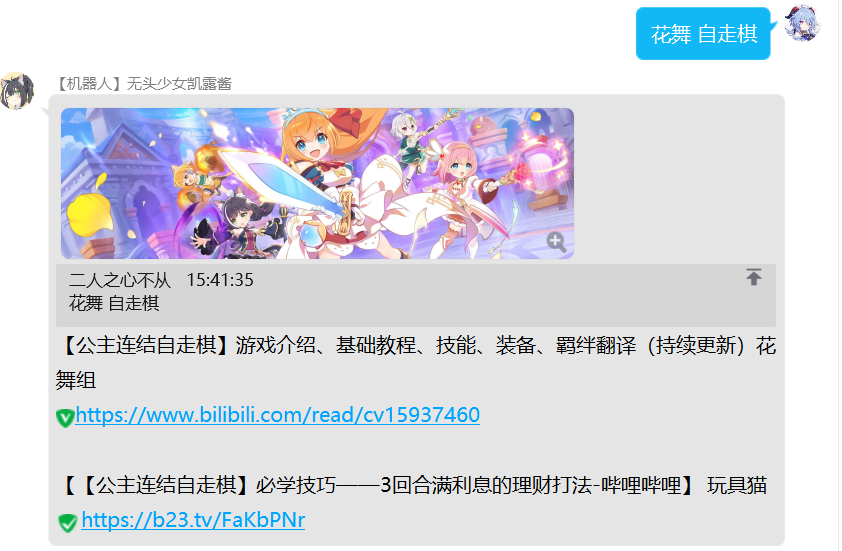 花舞 自走棋
【机器人】无头少女凯露酱
二人之心不从 15:41:35
花舞 自走棋
【公主连结自走棋】游戏介绍、基础教程、技能、装备、羁绊翻译（持续更新）花
舞组
https://www.bilibili.com/read/cv15937460
【【公主连结自走棋】必学技巧——3回合满利息的理财打法-哔哩哔哩】 玩具猫
https://b23.tv/FaKbPNr